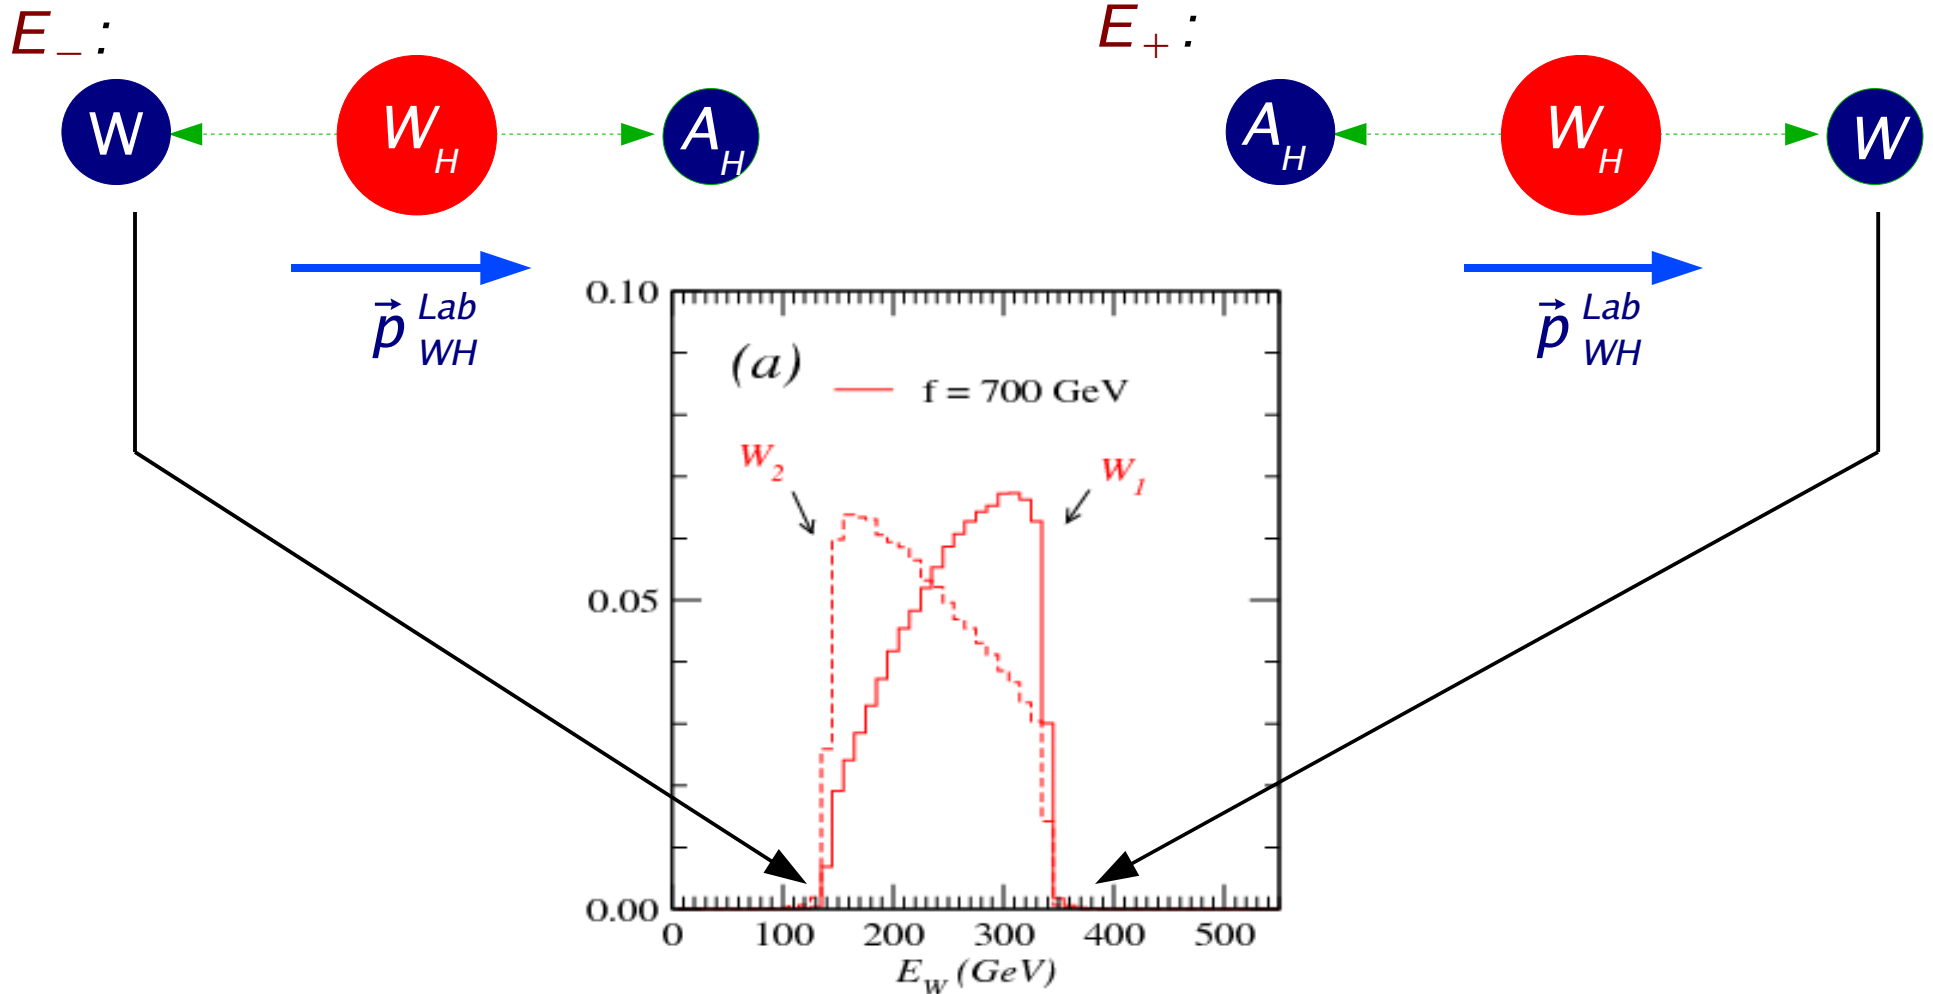 E₋ :
E₊ :
W
W_H
A_H
A_H
W_H
W
p⃗ ^Lab _WH
p⃗ ^Lab _WH
0.10
(a)
f = 700 GeV
W₂
W₁
0.05
0.00
0 100 200 300 400 500
E_W (GeV)